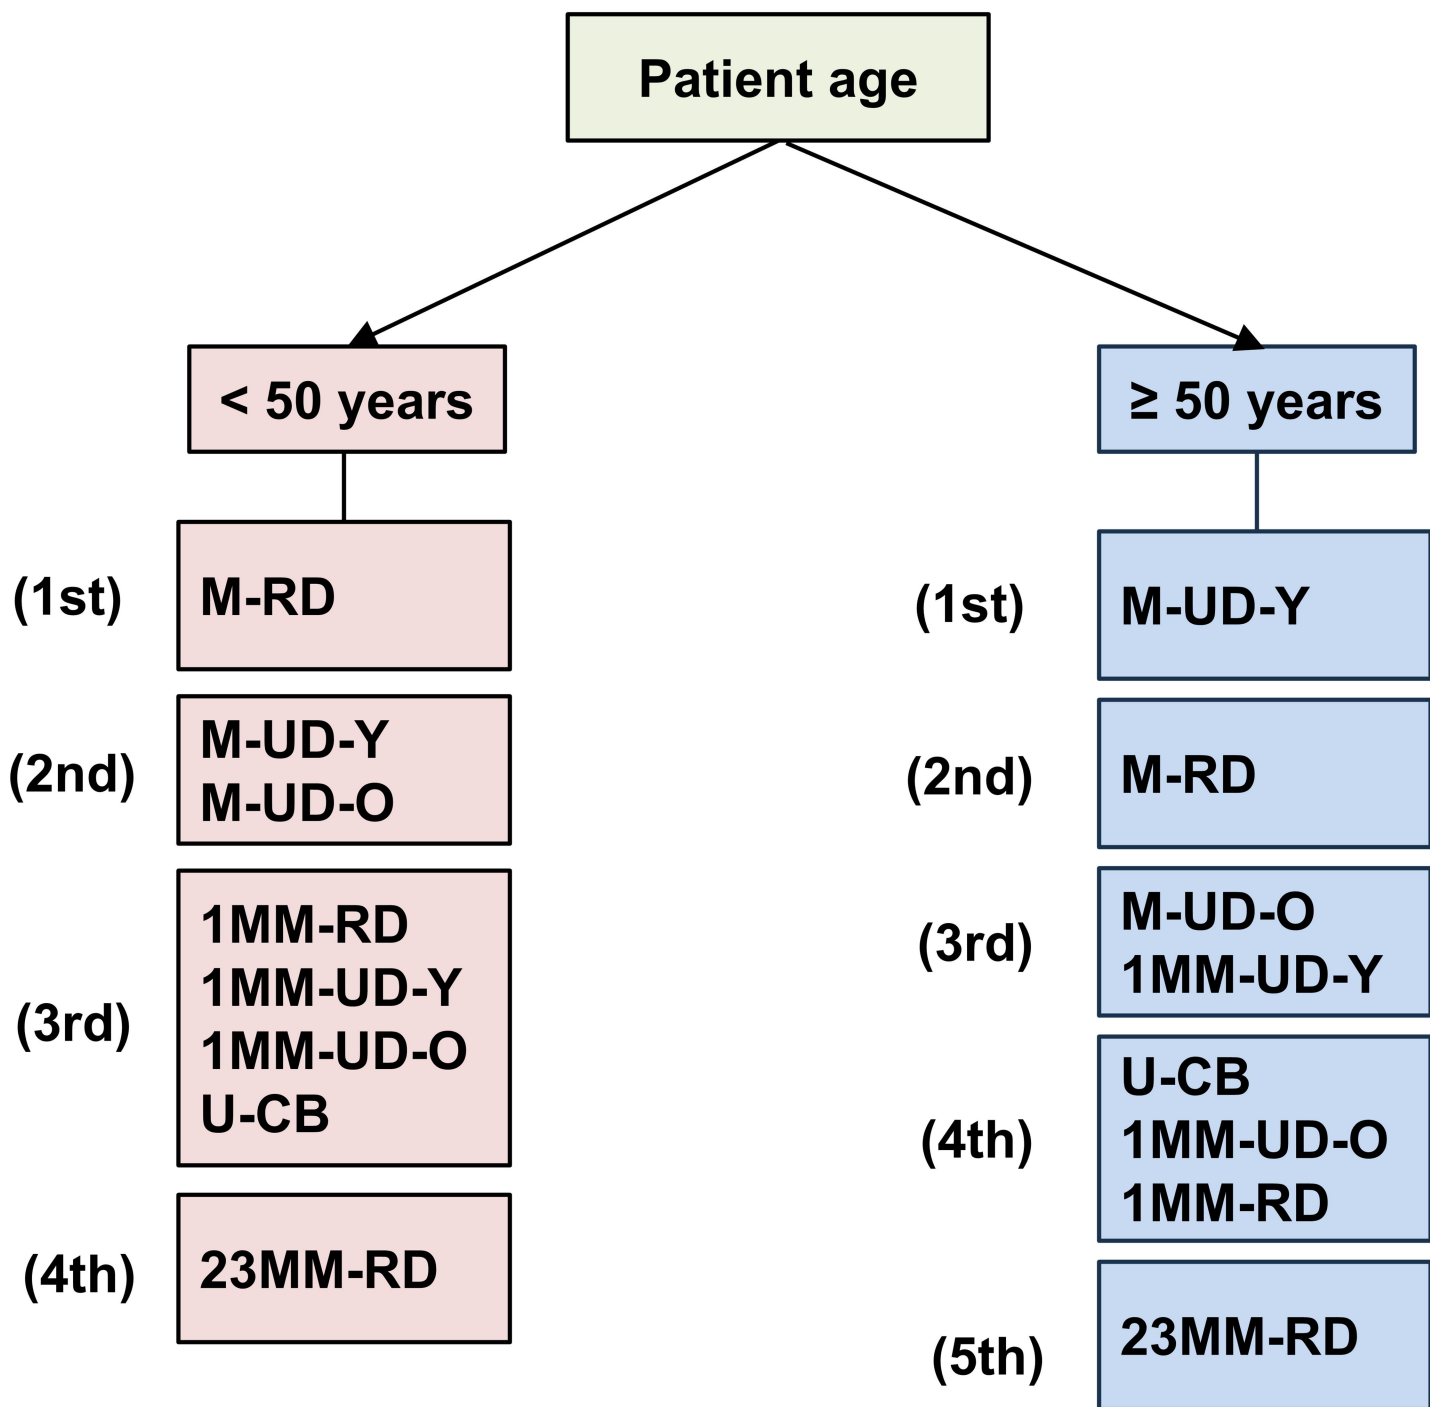 Patient age
< 50 years
(1st)
M-RD
(2nd)
M-UD-Y
M-UD-O
(3rd)
1MM-RD
1MM-UD-Y
1MM-UD-O
U-CB
(4th)
23MM-RD
≥ 50 years
(1st)
M-UD-Y
(2nd)
M-RD
(3rd)
M-UD-O
1MM-UD-Y
(4th)
U-CB
1MM-UD-O
1MM-RD
(5th)
23MM-RD